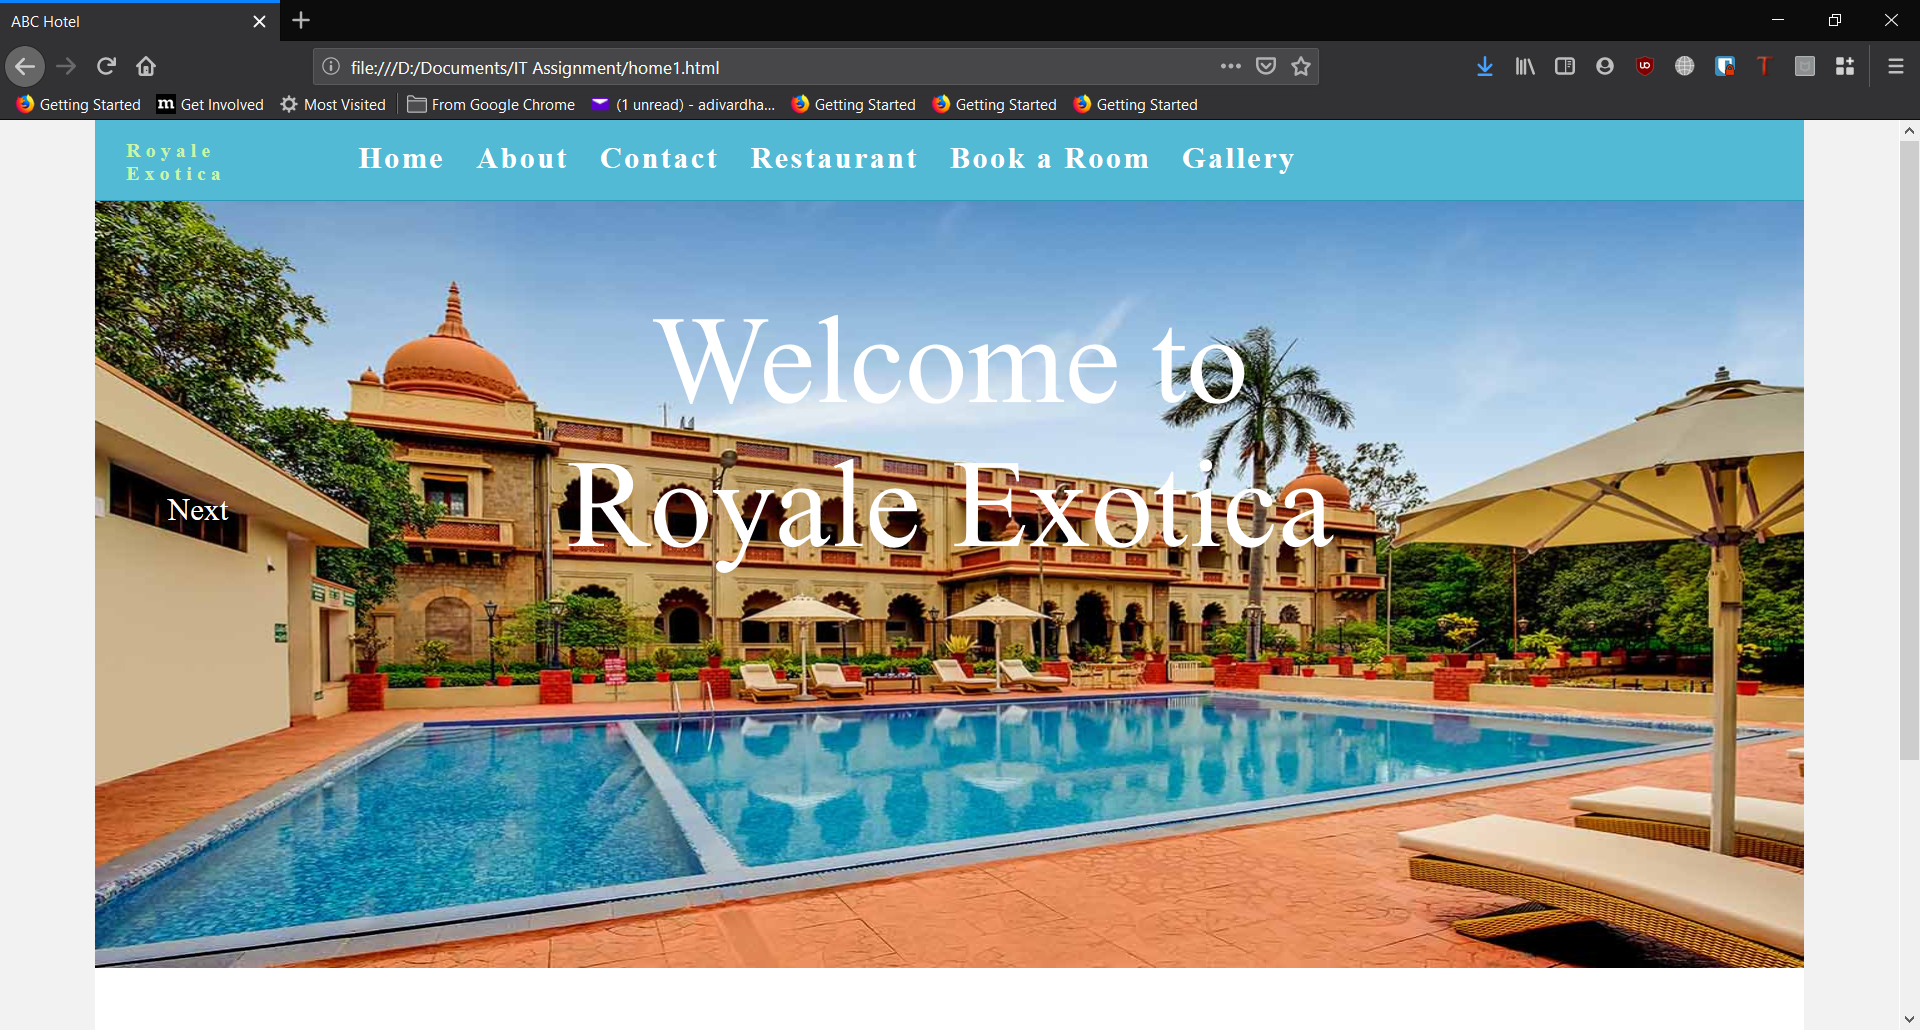 ABC Hotel
file:///D:/Documents/IT Assignment/home1.html
Getting Started
Get Involved
Most Visited
From Google Chrome
(1 unread) - adivardha...
Getting Started
Getting Started
Getting Started
Royale
Exotica
Home
About
Contact
Restaurant
Book a Room
Gallery
Welcome to
Royale Exotica
Next